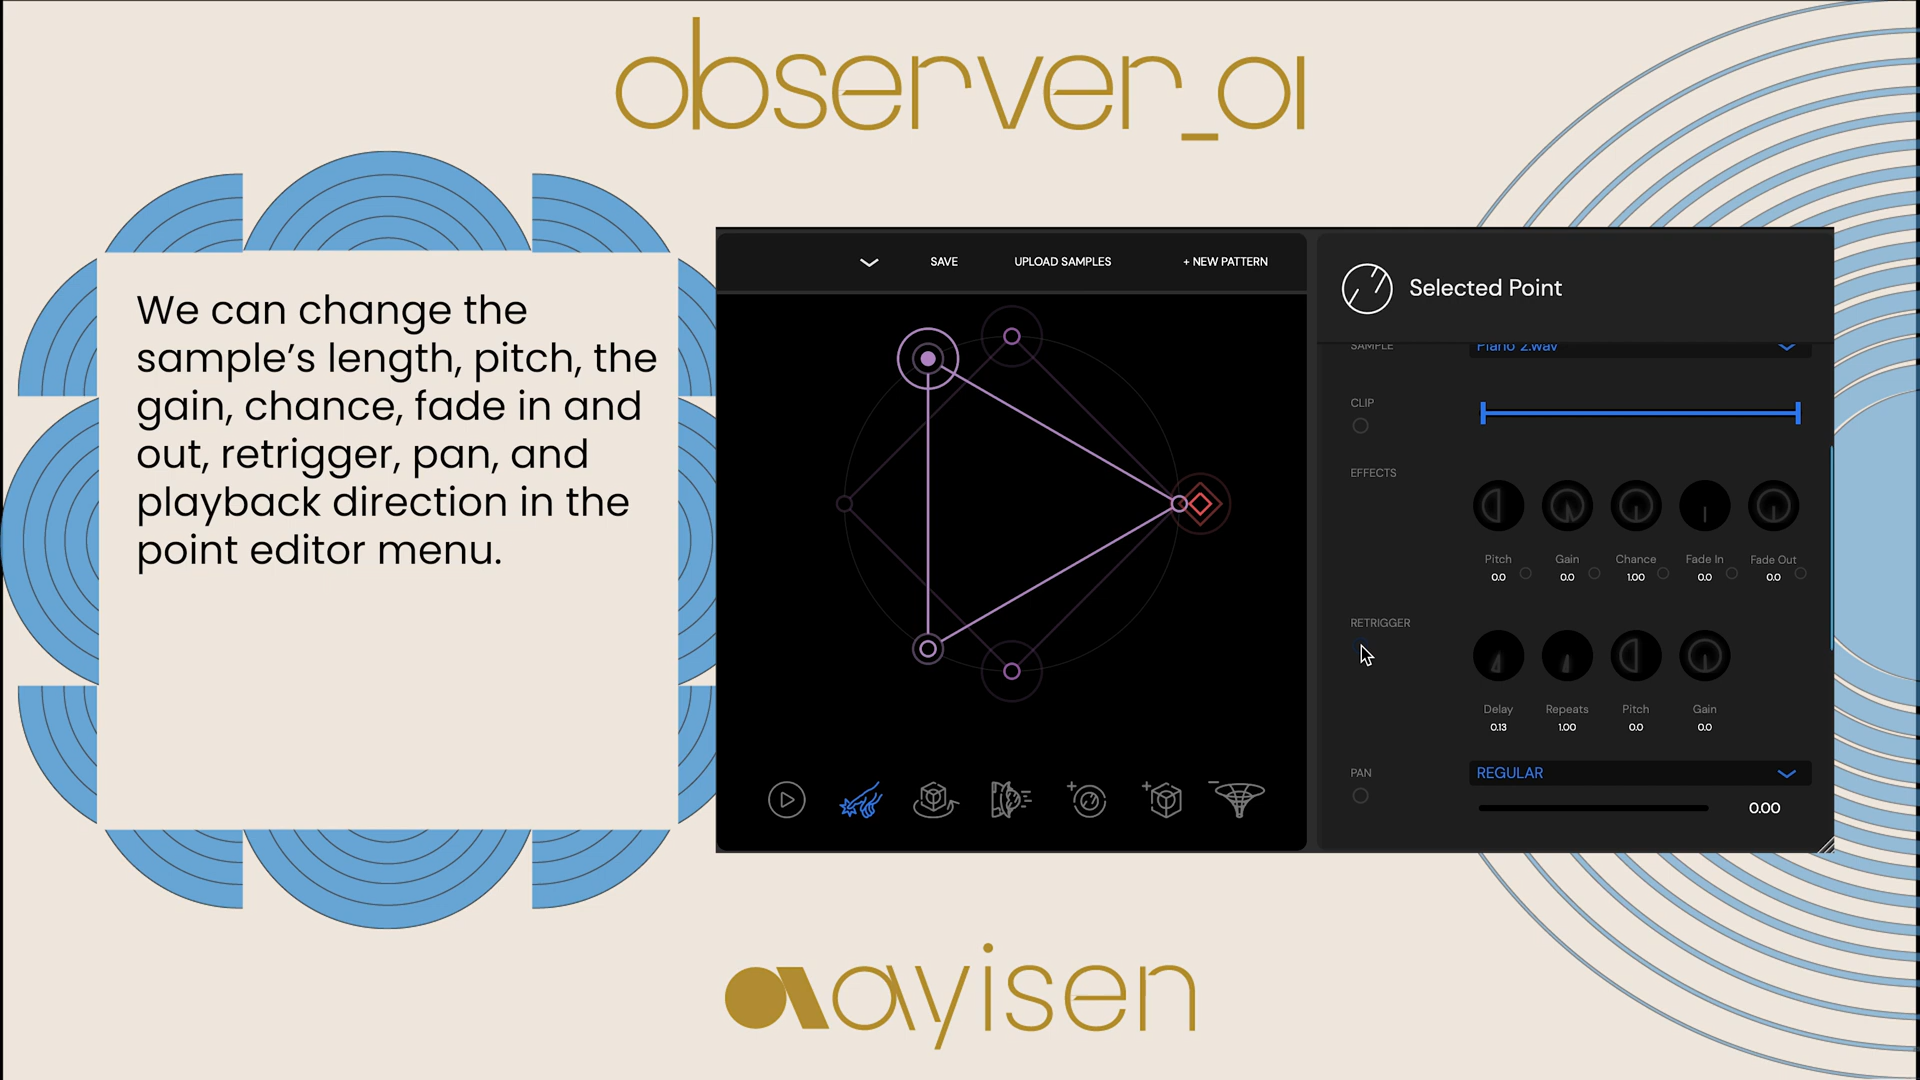 observer_01
We can change the
sample’s length, pitch, the
gain, chance, fade in and
out, retrigger, pan, and
playback direction in the
point editor menu.
SAVE
UPLOAD SAMPLES
+ NEW PATTERN
Selected Point
SAMPLE
Piano 2.wav
CLIP
EFFECTS
Pitch Gain Chance Fade In Fade Out
0.0 0.0 1.00 0.0 0.0
RETRIGGER
Delay Repeats Pitch Gain
0.13 1.00 0.0 0.0
PAN
REGULAR
0.00
ayisen